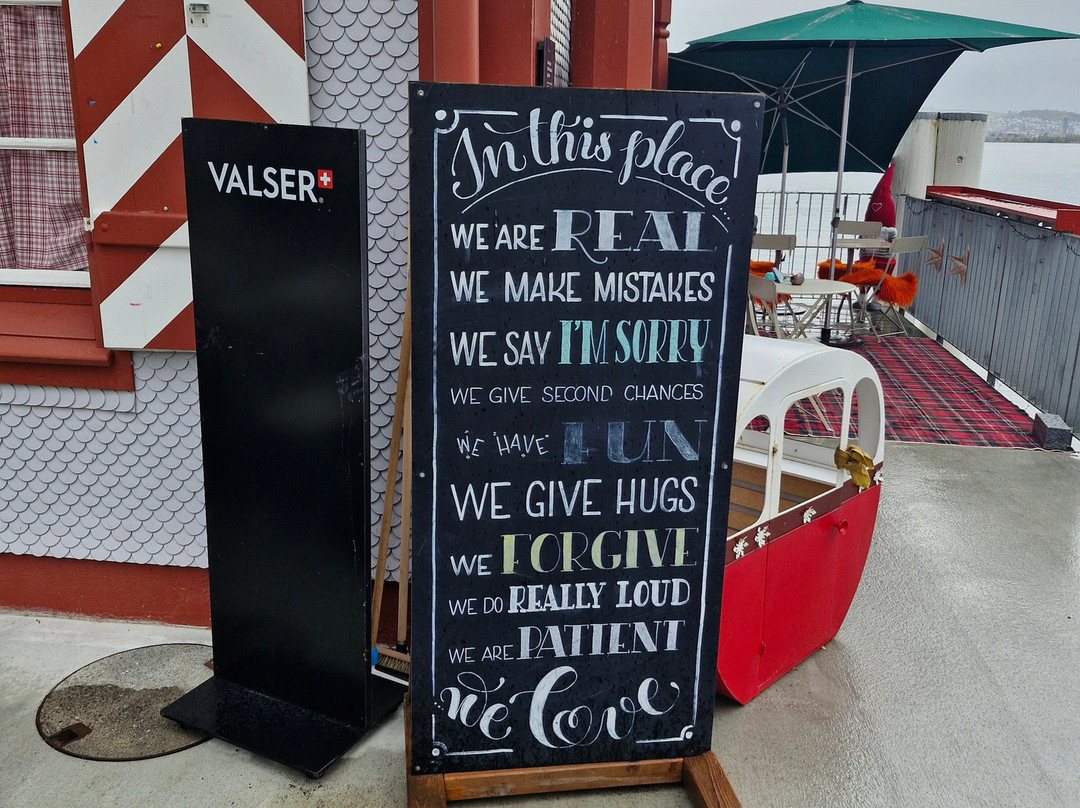 VALSER
In this place
WE ARE REAL
WE MAKE MISTAKES
WE SAY I'M SORRY
WE GIVE SECOND CHANCES
WE "HAVE" FUN
WE GIVE HUGS
WE FORGIVE
WE DO REALLY LOUD
WE ARE PATIENT
we Love